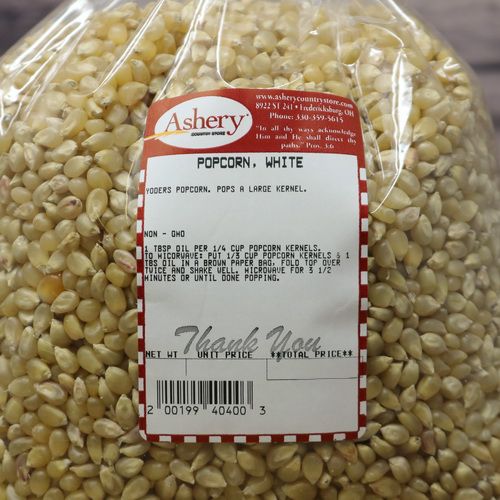 www.asherycountrystore.com
8922 ST 241 • Fredericksburg, OH
Phone: 330-359-5615
"In all thy ways acknowledge
Him and He shall direct thy
paths." Prov. 3:6
Ashery
COUNTRY STORE
POPCORN, WHITE
YODERS POPCORN. POPS A LARGE KERNEL.
NON - GMO
1 TBSP OIL PER 1/4 CUP POPCORN KERNELS.
TO MICORWAVE: PUT 1/3 CUP POPCORN KERNELS & 1
TBS OIL IN A BROWN PAPER BAG, FOLD TOP OVER
TWICE AND SHAKE WELL. MICROWAVE FOR 3 1/2
MINUTES OR UNTIL DONE POPPING.
Thank You
NET WT UNIT PRICE **TOTAL PRICE**
2 00199 40400 3